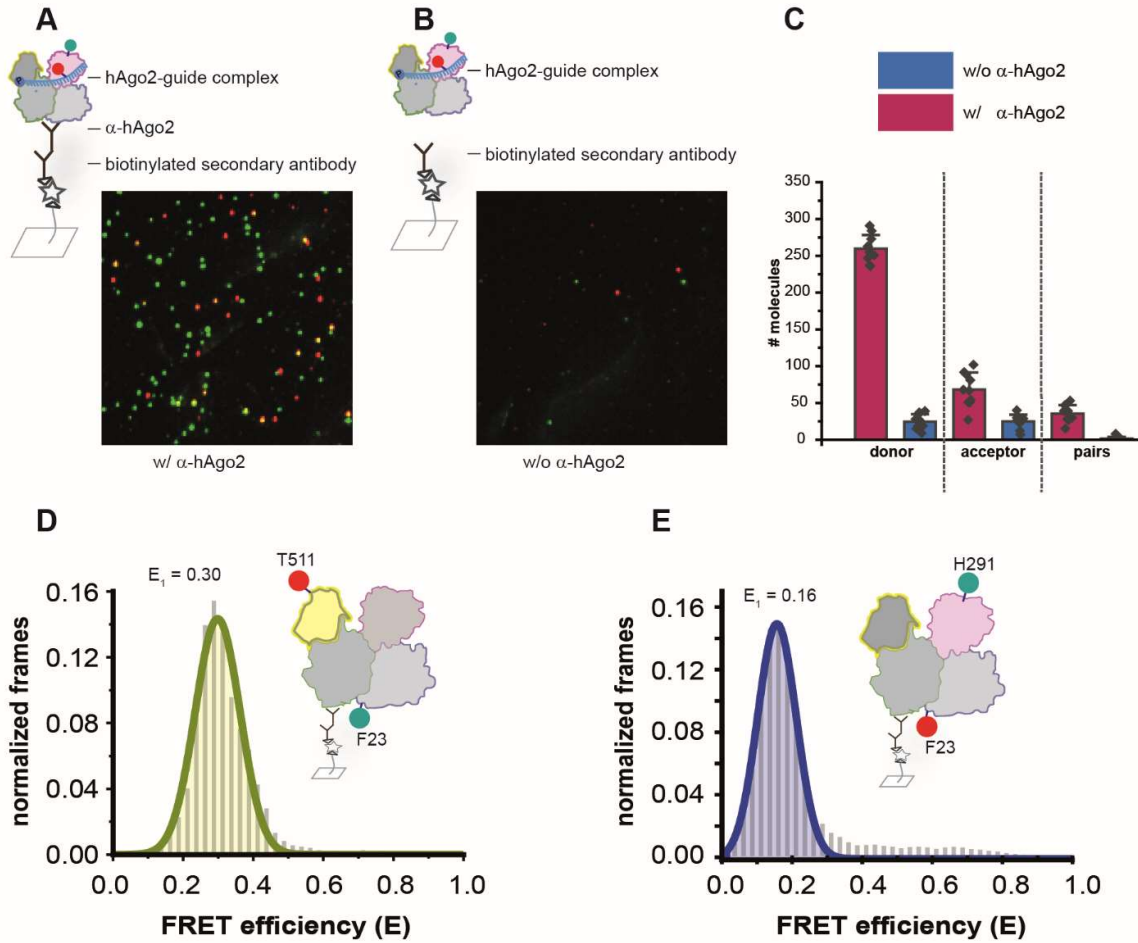 A
hAgo2-guide complex
α-hAgo2
biotinylated secondary antibody
w/ α-hAgo2
B
hAgo2-guide complex
biotinylated secondary antibody
w/o α-hAgo2
C
w/o α-hAgo2
w/ α-hAgo2
# molecules
350
300
250
200
150
100
50
0
donor
acceptor
pairs
D
E₁ = 0.30
T511
F23
normalized frames
0.16
0.12
0.08
0.04
0.00
0.0 0.2 0.4 0.6 0.8 1.0
FRET efficiency (E)
E
E₁ = 0.16
H291
F23
normalized frames
0.16
0.12
0.08
0.04
0.00
0.0 0.2 0.4 0.6 0.8 1.0
FRET efficiency (E)